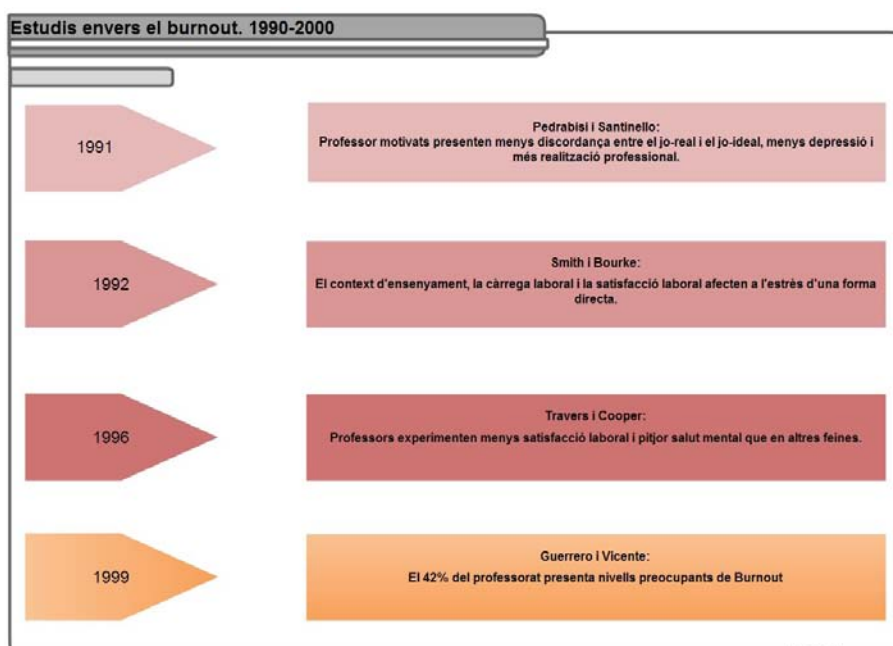 Estudis envers el burnout. 1990-2000
1991
Pedrabisi i Santinello:
Professor motivats presenten menys discordança entre el jo-real i el jo-ideal, menys depressió i
més realització professional.
1992
Smith i Bourke:
El context d'ensenyament, la càrrega laboral i la satisfacció laboral afecten a l'estrès d'una forma
directa.
1996
Travers i Cooper:
Professors experimenten menys satisfacció laboral i pitjor salut mental que en altres feines.
1999
Guerrero i Vicente:
El 42% del professorat presenta nivells preocupants de Burnout